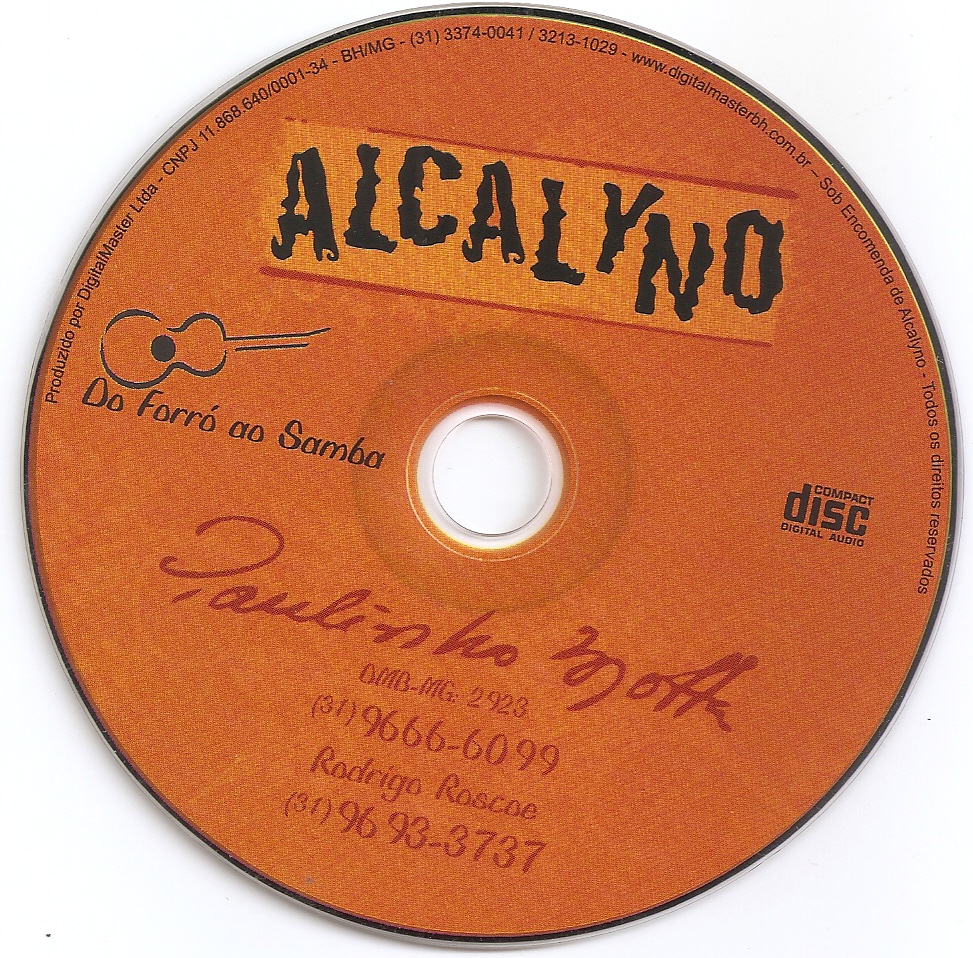 Produzido por DigitalMaster Ltda - CNPJ 11.868.640/0001-34 - BH/MG - (31) 3374-0041 / 3213-1029 - www.digitalmasterbh.com.br – Sob Encomenda de Alcalyno - Todos os direitos reservados
ALCALYNO
Do Forró ao Samba
COMPACT
disc
DIGITAL AUDIO
Paulinho Motta
OMB-MG: 2923
(31) 9666-6099
Rodrigo Roscoe
(31) 9693-3737